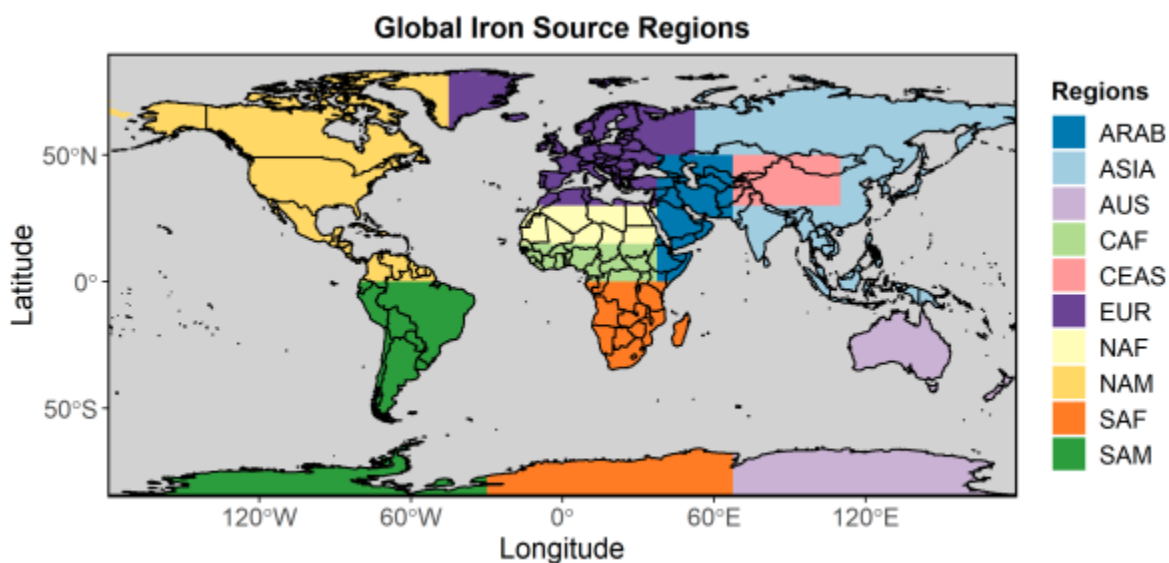 Global Iron Source Regions
Regions
ARAB
ASIA
AUS
CAF
CEAS
EUR
NAF
NAM
SAF
SAM
Latitude
50°N
0°
50°S
120°W 60°W 0° 60°E 120°E
Longitude